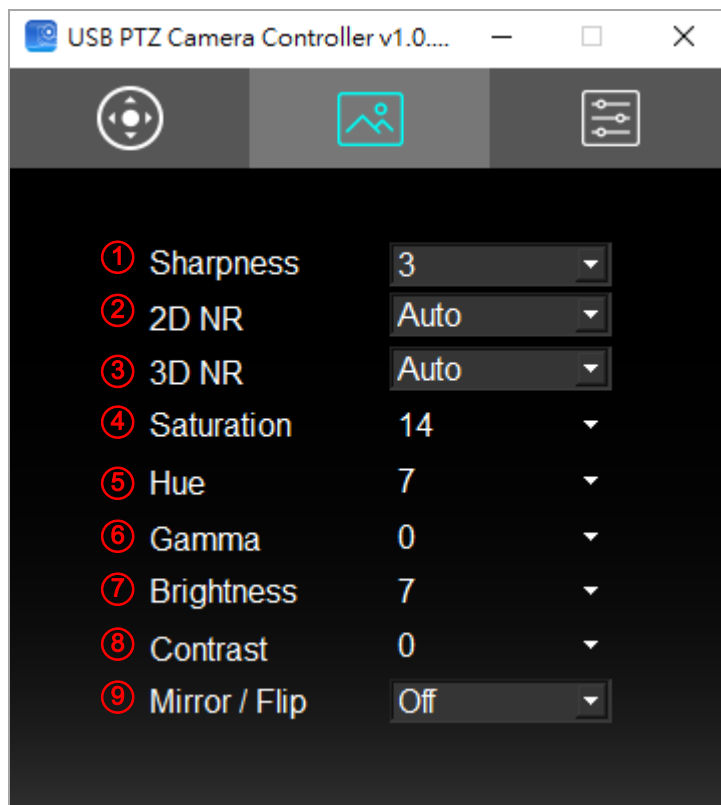 USB PTZ Camera Controller v1.0....
① Sharpness 3
② 2D NR Auto
③ 3D NR Auto
④ Saturation 14
⑤ Hue 7
⑥ Gamma 0
⑦ Brightness 7
⑧ Contrast 0
⑨ Mirror / Flip Off